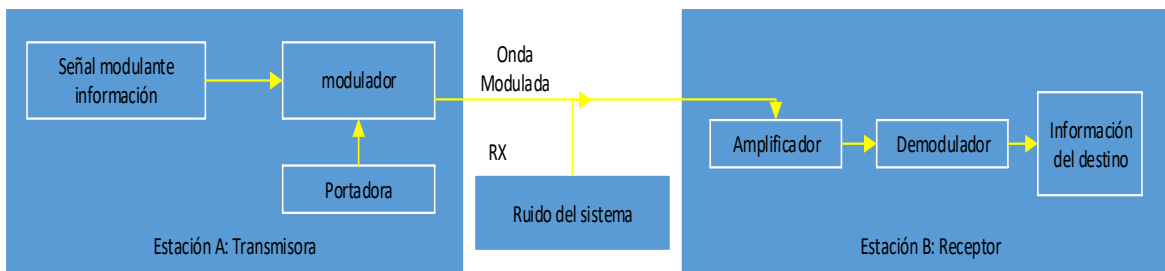 Señal modulante
información
modulador
Portadora
Estación A: Transmisora
Onda
Modulada
RX
Ruido del sistema
Amplificador
Demodulador
Información
del destino
Estación B: Receptor